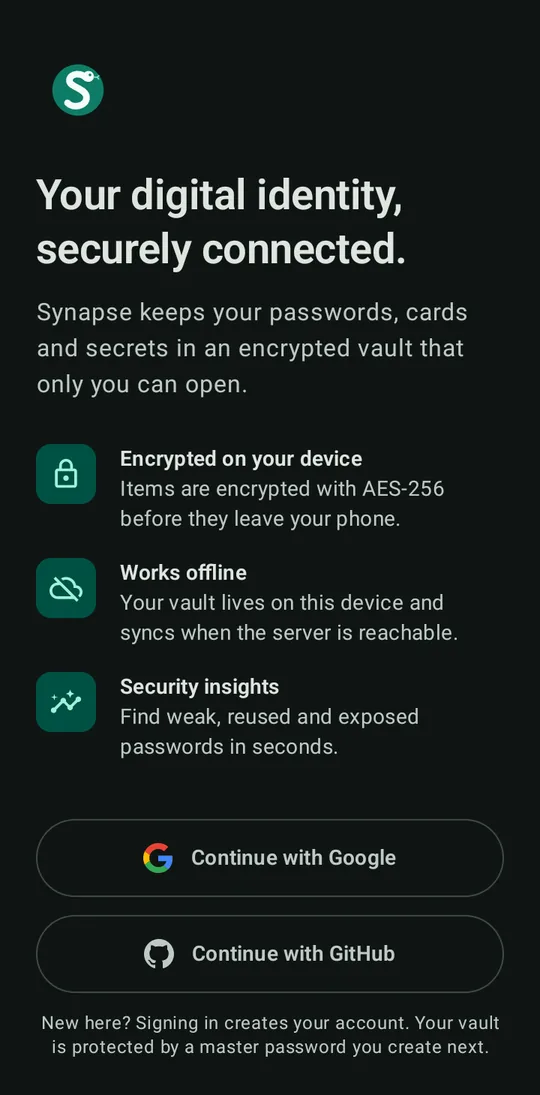 S
Your digital identity,
securely connected.
Synapse keeps your passwords, cards
and secrets in an encrypted vault that
only you can open.
Encrypted on your device
Items are encrypted with AES-256
before they leave your phone.
Works offline
Your vault lives on this device and
syncs when the server is reachable.
Security insights
Find weak, reused and exposed
passwords in seconds.
Continue with Google
Continue with GitHub
New here? Signing in creates your account. Your vault
is protected by a master password you create next.